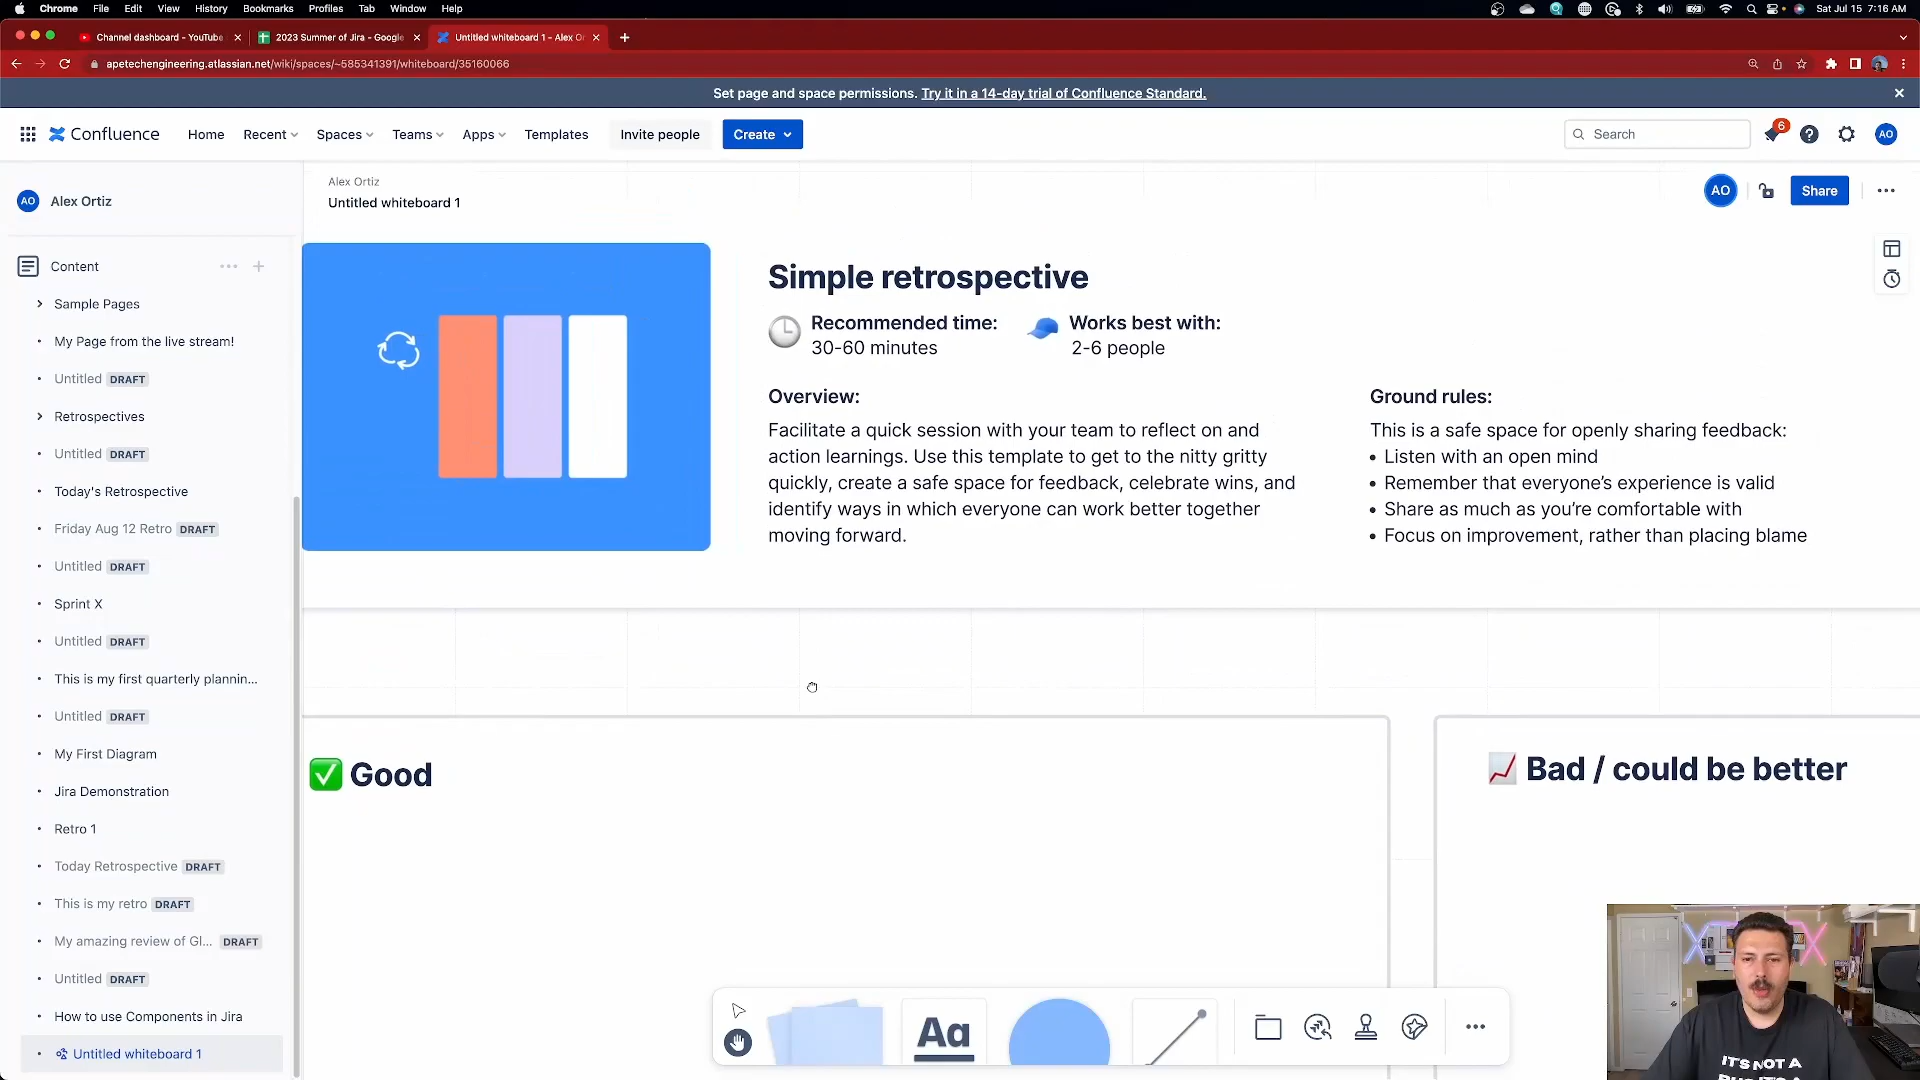 Chrome File Edit View History Bookmarks Profiles Tab Window Help
Sat Jul 15 7:16 AM
Channel dashboard - YouTube
2023 Summer of Jira - Google
Untitled whiteboard 1 - Alex Or
apetechengineering.atlassian.net/wiki/spaces/~585341391/whiteboard/35160066
Set page and space permissions. Try it in a 14-day trial of Confluence Standard.
Confluence
Home
Recent
Spaces
Teams
Apps
Templates
Invite people
Create
Search
6
AO
AO Alex Ortiz
Alex Ortiz
Untitled whiteboard 1
AO
Share
Content
Sample Pages
• My Page from the live stream!
• Untitled DRAFT
Retrospectives
• Untitled DRAFT
• Today's Retrospective
• Friday Aug 12 Retro DRAFT
• Untitled DRAFT
• Sprint X
• Untitled DRAFT
• This is my first quarterly plannin...
• Untitled DRAFT
• My First Diagram
• Jira Demonstration
• Retro 1
• Today Retrospective DRAFT
• This is my retro DRAFT
• My amazing review of Gl... DRAFT
• Untitled DRAFT
• How to use Components in Jira
• Untitled whiteboard 1
Simple retrospective
Recommended time:
30-60 minutes
Works best with:
2-6 people
Overview:
Facilitate a quick session with your team to reflect on and
action learnings. Use this template to get to the nitty gritty
quickly, create a safe space for feedback, celebrate wins, and
identify ways in which everyone can work better together
moving forward.
Ground rules:
This is a safe space for openly sharing feedback:
• Listen with an open mind
• Remember that everyone's experience is valid
• Share as much as you're comfortable with
• Focus on improvement, rather than placing blame
✅ Good
📈 Bad / could be better
Aa
IT'S NOT A